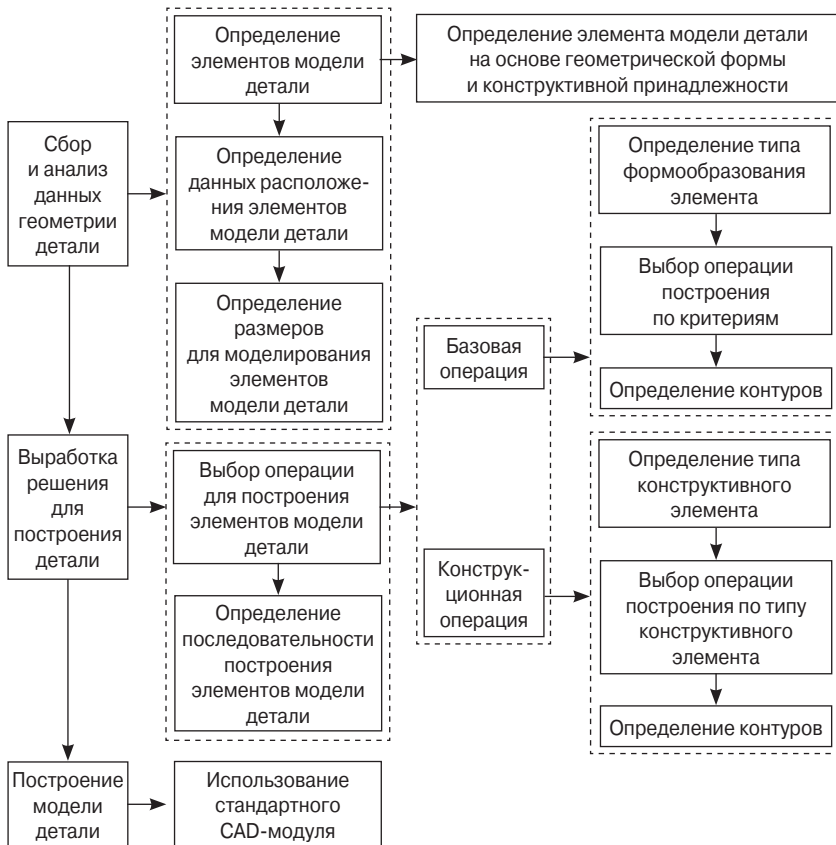 Определение
элементов модели
детали
Определение элемента модели детали
на основе геометрической формы
и конструктивной принадлежности
Сбор
и анализ
данных
геометрии
детали
Определение
данных расположе-
ния элементов
модели детали
Определение типа
формообразования
элемента
Определение
размеров
для моделирования
элементов
модели детали
Базовая
операция
Выбор операции
построения
по критериям
Определение контуров
Выработка
решения
для
построения
детали
Выбор операции
для построения
элементов модели
детали
Определение типа
конструктивного
элемента
Определение
последовательности
построения
элементов модели
детали
Конструк-
ционная
операция
Выбор операции
построения по типу
конструктивного
элемента
Определение контуров
Построение
модели
детали
Использование
стандартного
CAD-модуля